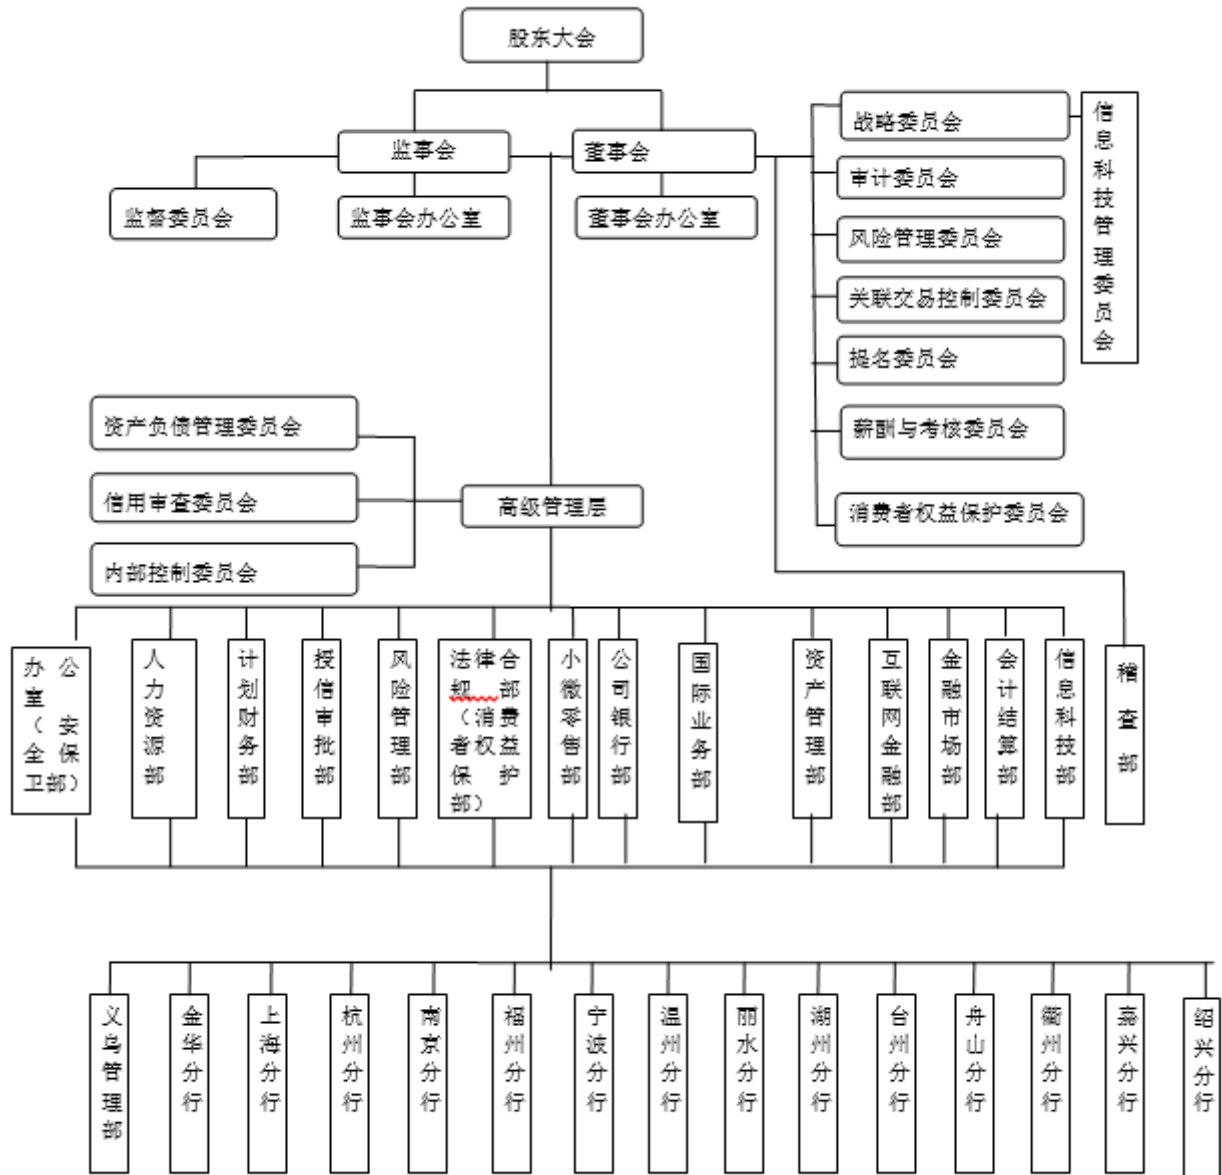 股东大会
监事会
董事会
监督委员会
监事会办公室
董事会办公室
战略委员会
审计委员会
风险管理委员会
关联交易控制委员会
提名委员会
薪酬与考核委员会
消费者权益保护委员会
信息科技管理委员会
资产负债管理委员会
信用审查委员会
内部控制委员会
高级管理层
办公
室
（安
全保
卫部）
人力资源部
计划财务部
授信审批部
风险管理部
法律合
规部
（消费
者权益
保护
部）
小微零售部
公司银行部
国际业务部
资产管理部
互联网金融部
金融市场部
会计结算部
信息科技部
稽查部
义乌管理部
金华分行
上海分行
杭州分行
南京分行
福州分行
宁波分行
温州分行
丽水分行
湖州分行
台州分行
舟山分行
衢州分行
嘉兴分行
绍兴分行